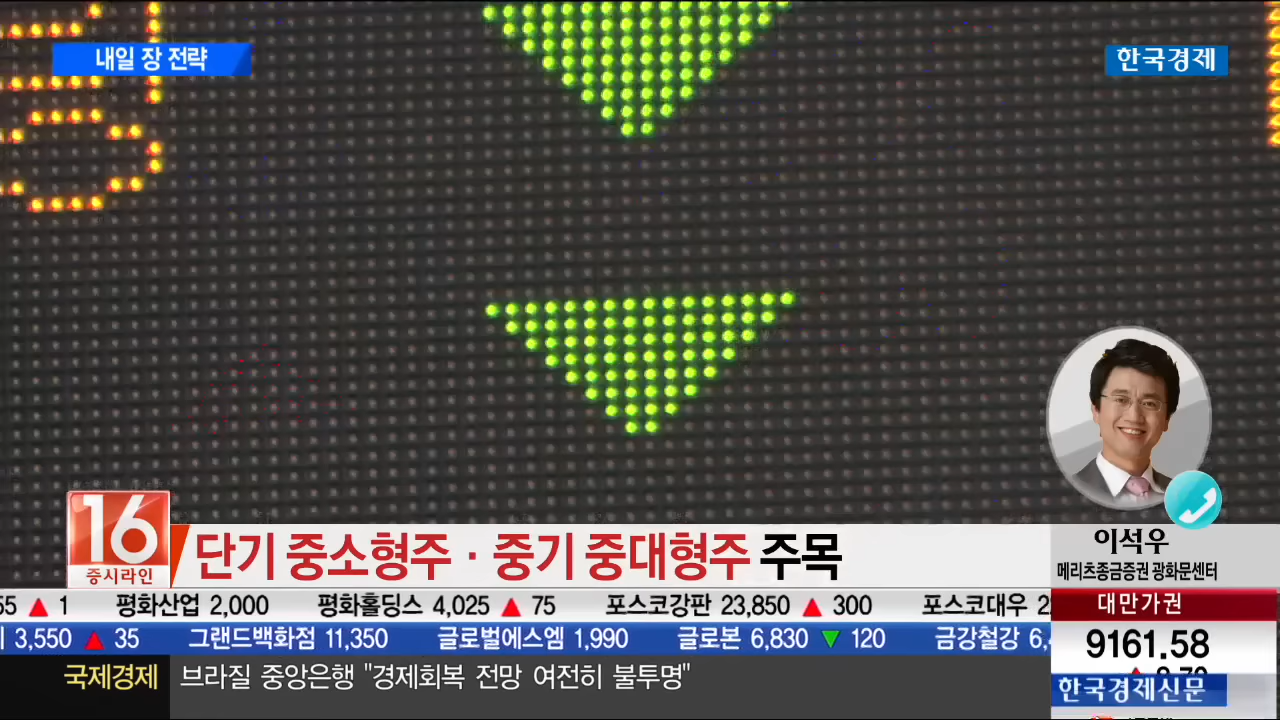 내일 장 전략
한국경제
16
증시라인
단기 중소형주 · 중기 중대형주 주목
이석우
메리츠종금증권 광화문센터
55 ▲ 1 평화산업 2,000 평화홀딩스 4,025 ▲ 75 포스코강판 23,850 ▲ 300 포스코대우
3,550 ▲ 35 그랜드백화점 11,350 글로벌에스엠 1,990 글로본 6,830 ▼ 120 금강철강
대만가권
9161.58
한국경제신문
국제경제 브라질 중앙은행 "경제회복 전망 여전히 불투명"